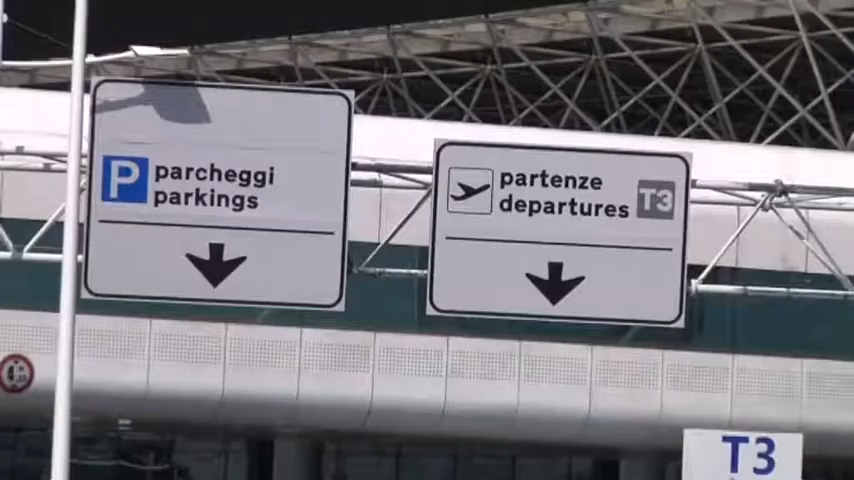 P parcheggi
parkings
partenze
departures T3
T3